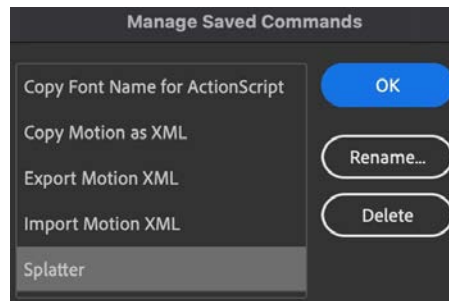 Manage Saved Commands
Copy Font Name for ActionScript
OK
Copy Motion as XML
Rename...
Export Motion XML
Import Motion XML
Delete
Splatter